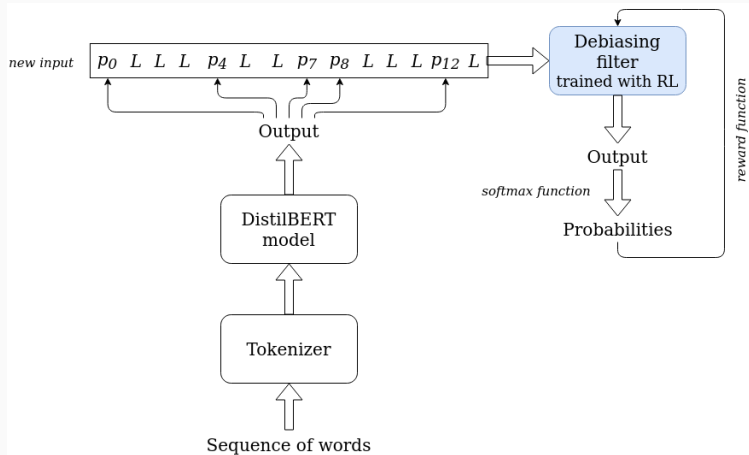 new input
p0 L L L p4 L L p7 p8 L L L p12 L
Debiasing
filter
trained with RL
reward function
Output
Output
softmax function
Probabilities
DistilBERT
model
Tokenizer
Sequence of words